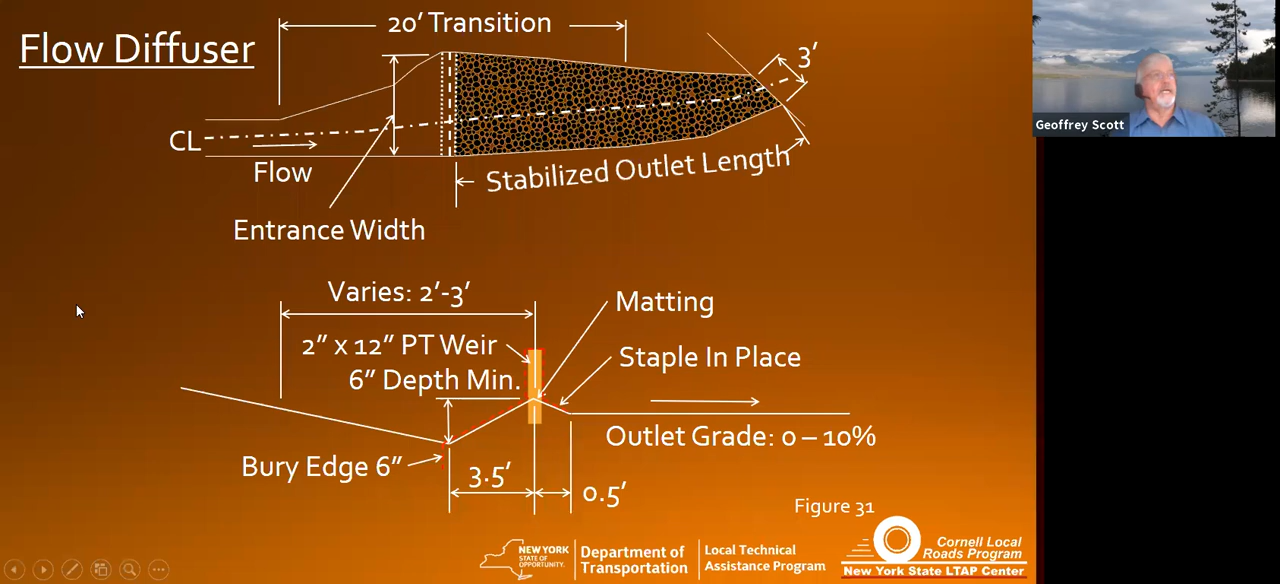 Flow Diffuser
20' Transition
3'
CL
Flow
Stabilized Outlet Length
Entrance Width
Geoffrey Scott
Varies: 2'-3'
Matting
2" x 12" PT Weir
Staple In Place
6" Depth Min.
Outlet Grade: 0 – 10%
Bury Edge 6"
3.5'
0.5'
Figure 31
NEW YORK
STATE OF
OPPORTUNITY.
Department of
Transportation
Local Technical
Assistance Program
Cornell Local
Roads Program
New York State LTAP Center